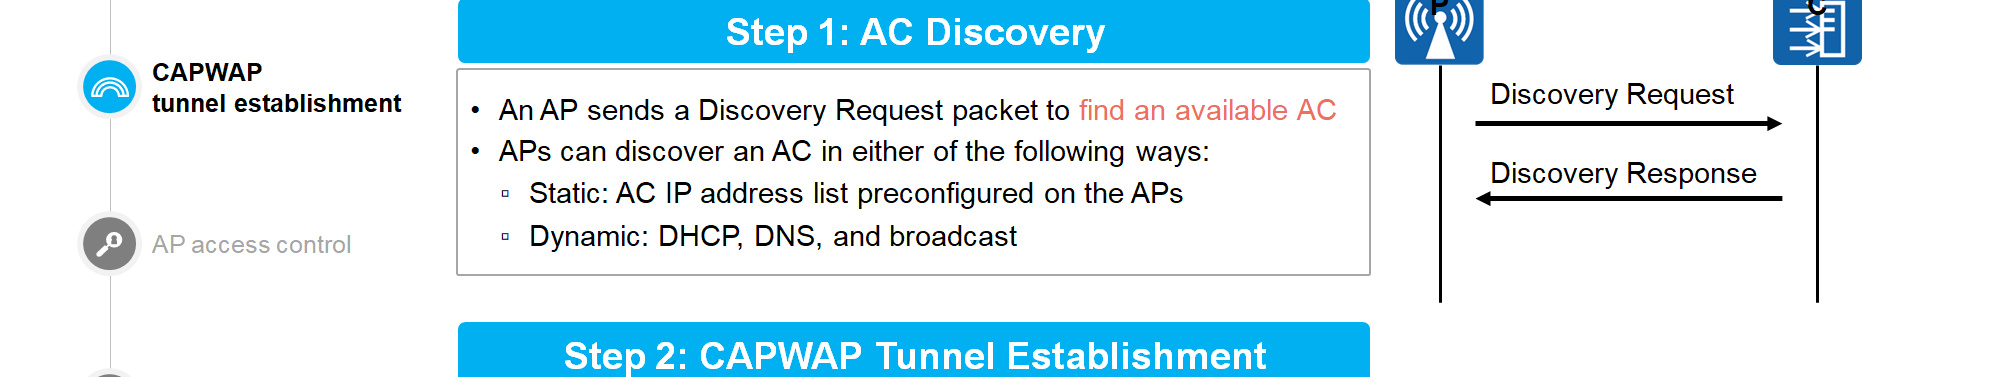 CAPWAP
tunnel establishment
AP access control
Step 1: AC Discovery
• An AP sends a Discovery Request packet to find an available AC
• APs can discover an AC in either of the following ways:
▫ Static: AC IP address list preconfigured on the APs
▫ Dynamic: DHCP, DNS, and broadcast
Step 2: CAPWAP Tunnel Establishment
P
C
Discovery Request
Discovery Response